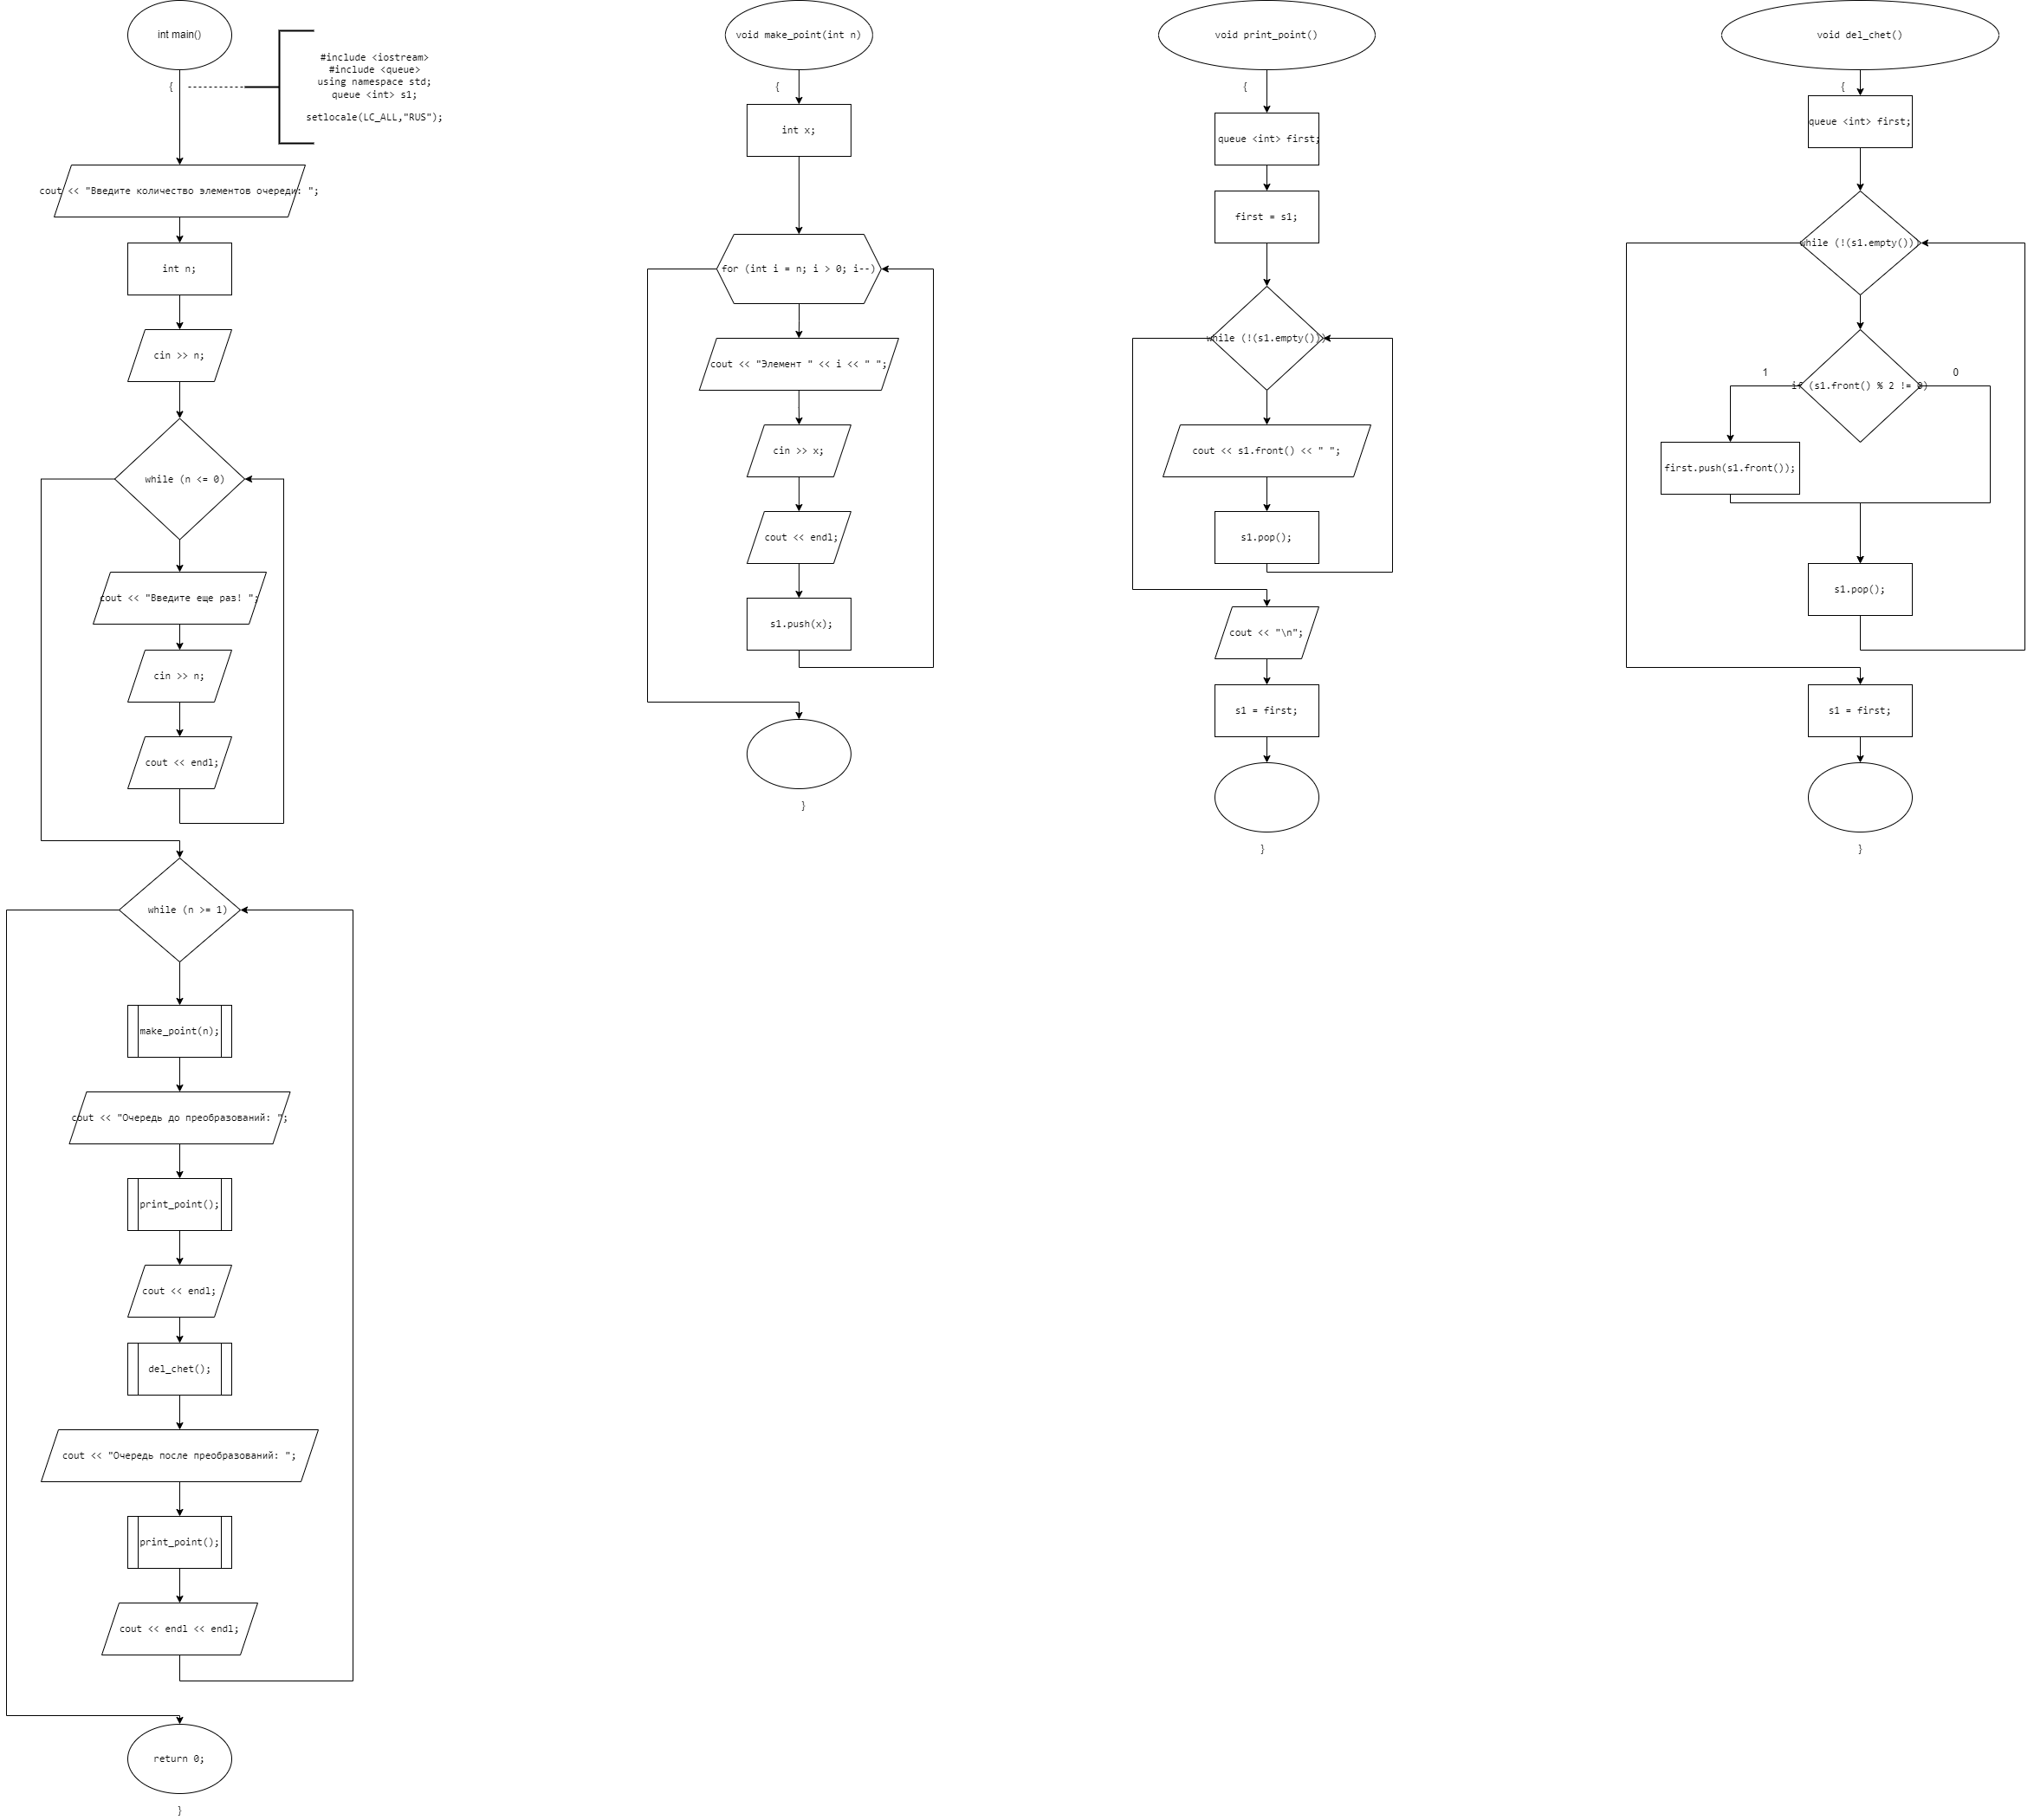 int main()
{
#include <iostream>
#include <queue>
using namespace std;
queue <int> s1;
setlocale(LC_ALL,"RUS");
cout << "Введите количество элементов очереди: ";
int n;
cin >> n;
while (n <= 0)
cout << "Введите еще раз! ";
cin >> n;
cout << endl;
while (n >= 1)
make_point(n);
cout << "Очередь до преобразований: ";
print_point();
cout << endl;
del_chet();
cout << "Очередь после преобразований: ";
print_point();
cout << endl << endl;
return 0;
}
void make_point(int n)
{
int x;
for (int i = n; i > 0; i--)
cout << "Элемент " << i << " ";
cin >> x;
cout << endl;
s1.push(x);
}
void print_point()
{
queue <int> first;
first = s1;
while (!(s1.empty()))
cout << s1.front() << " ";
s1.pop();
cout << "\n";
s1 = first;
}
void del_chet()
{
queue <int> first;
while (!(s1.empty()))
if (s1.front() % 2 != 0)
1
0
first.push(s1.front());
s1.pop();
s1 = first;
}